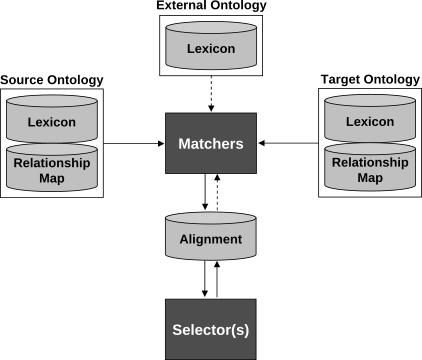 External Ontology
Lexicon
Source Ontology
Lexicon
Relationship
Map
Matchers
Target Ontology
Lexicon
Relationship
Map
Alignment
Selector(s)